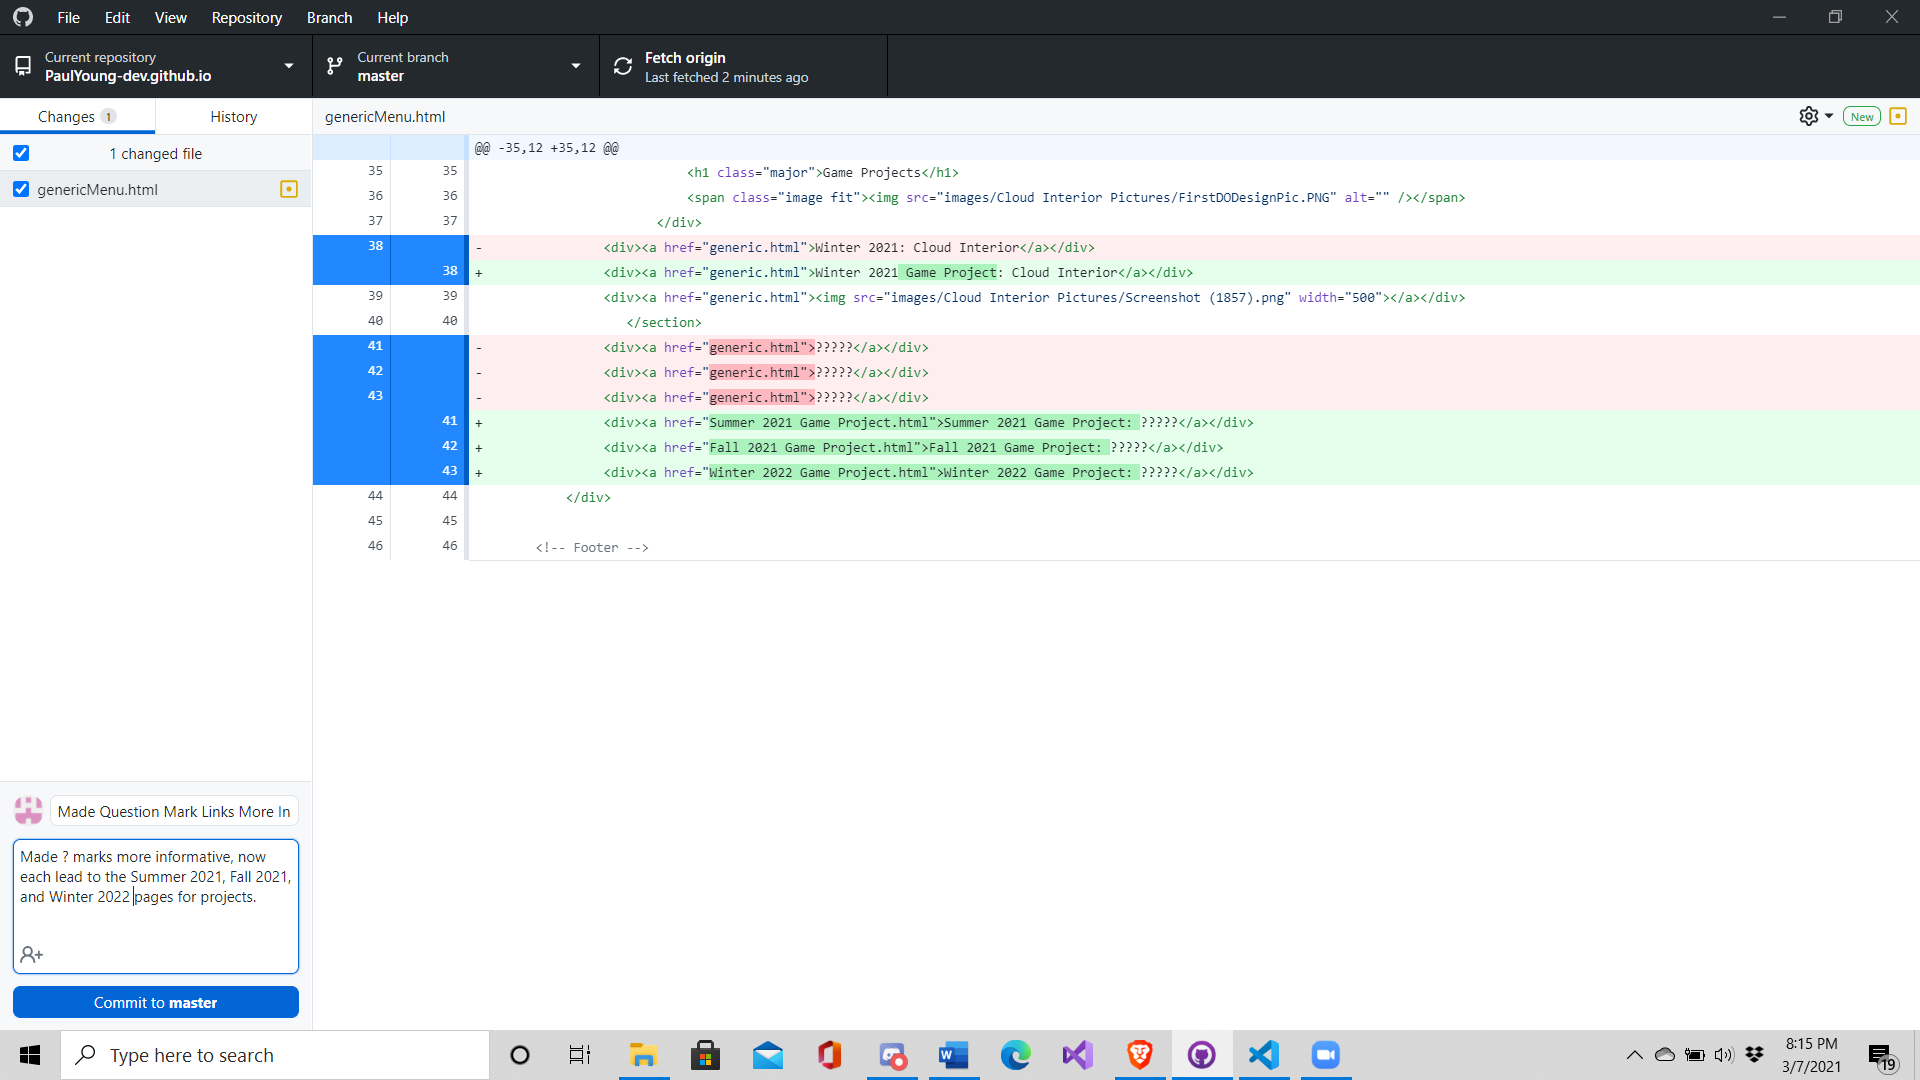 File Edit View Repository Branch Help
Current repository
PaulYoung-dev.github.io
Current branch
master
Fetch origin
Last fetched 2 minutes ago
Changes 1 History
genericMenu.html
New
1 changed file
genericMenu.html
@@ -35,12 +35,12 @@
35 35 <h1 class="major">Game Projects</h1>
36 36 <span class="image fit"><img src="images/Cloud Interior Pictures/FirstDODesignPic.PNG" alt="" /></span>
37 37 </div>
38 - <div><a href="generic.html">Winter 2021: Cloud Interior</a></div>
38 + <div><a href="generic.html">Winter 2021 Game Project: Cloud Interior</a></div>
39 39 <div><a href="generic.html"><img src="images/Cloud Interior Pictures/Screenshot (1857).png" width="500"></a></div>
40 40 </section>
41 - <div><a href="generic.html">?????</a></div>
42 - <div><a href="generic.html">?????</a></div>
43 - <div><a href="generic.html">?????</a></div>
41 + <div><a href="Summer 2021 Game Project.html">Summer 2021 Game Project: ?????</a></div>
42 + <div><a href="Fall 2021 Game Project.html">Fall 2021 Game Project: ?????</a></div>
43 + <div><a href="Winter 2022 Game Project.html">Winter 2022 Game Project: ?????</a></div>
44 44 </div>
45 45
46 46 <!-- Footer -->
Made Question Mark Links More In
Made ? marks more informative, now
each lead to the Summer 2021, Fall 2021,
and Winter 2022 pages for projects.
Commit to master
Type here to search
8:15 PM
3/7/2021
19